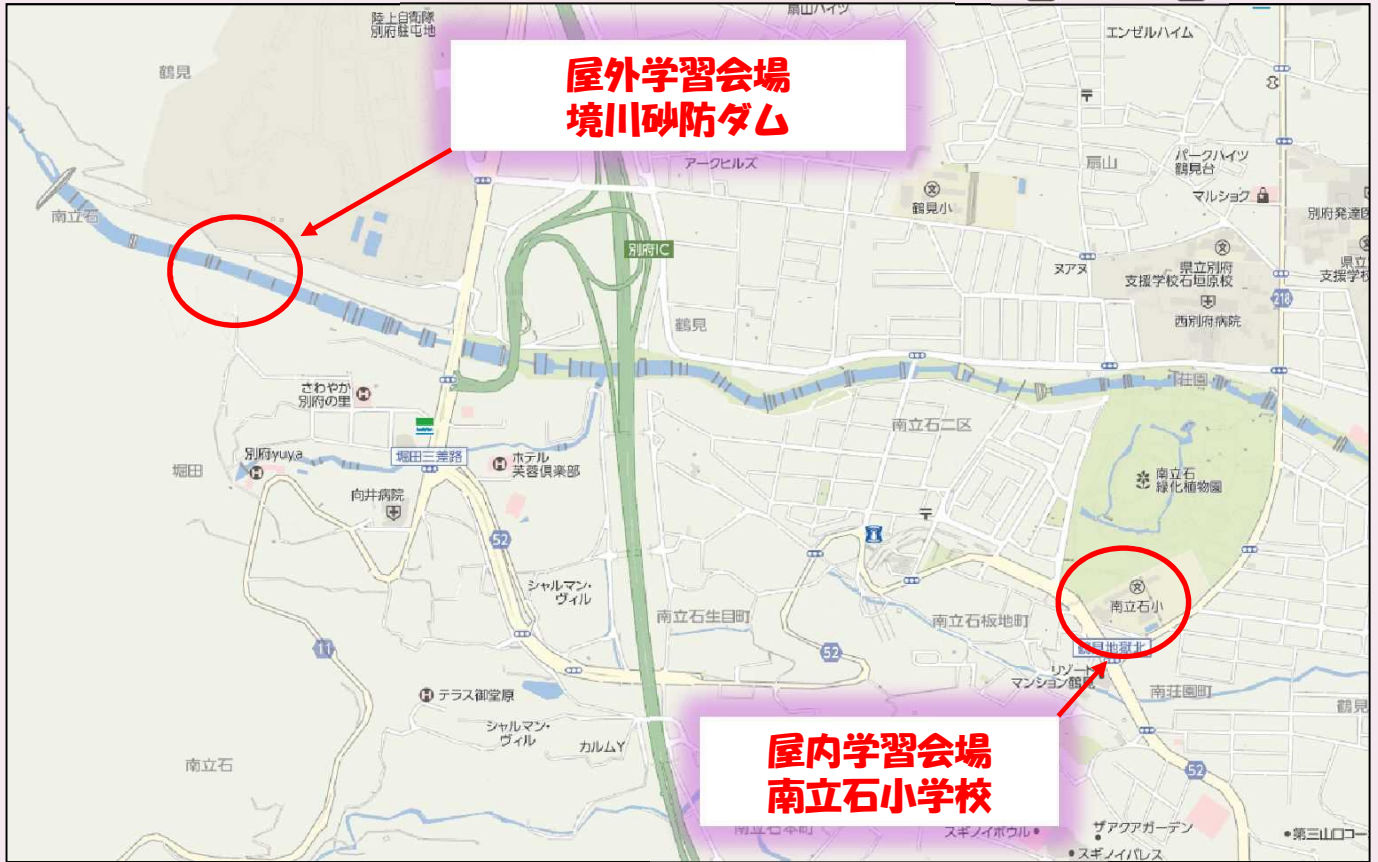 陸上自衛隊
別府駐屯地
扇山ハイツ
エンゼルハイム
鶴見
屋外学習会場
境川砂防ダム
アークヒルズ
扇山
パークハイツ
鶴見台
マルショク
鶴見小
別府発達医
南立石
別府IC
ヌアヌ
県立別府
支援学校石垣原校
県立
支援学校
218
西別府病院
鶴見
さわやか
別府の里
荘園
南立石二区
堀田
別府yuya
堀田三差路
ホテル
芙蓉倶楽部
向井病院
南立石
緑化植物園
52
シャルマン・
ヴィル
南立石生目町
南立石板地町
南立石小
鶴見地獄北
11
52
リゾート
マンション鶴見
南荘園町
鶴見
テラス御堂原
シャルマン・
ヴィル
カルムY
屋内学習会場
南立石小学校
南立石
52
南立石本町
スギノイボウル
ザアクアガーデン
スギノイパレス
第三山口コー